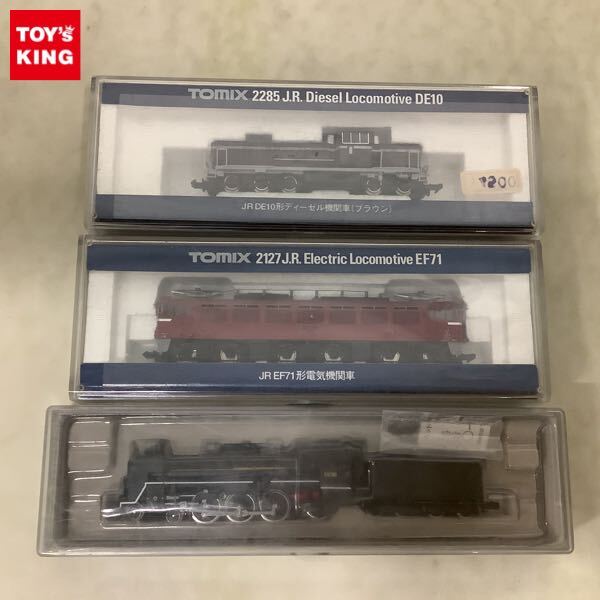 TOY'S
KING
TOMIX 2285 J.R. Diesel Locomotive DE10
JR DE10形ディーゼル機関車(ブラウン)
TOMIX 2127 J.R. Electric Locomotive EF71
JR EF71形電気機関車